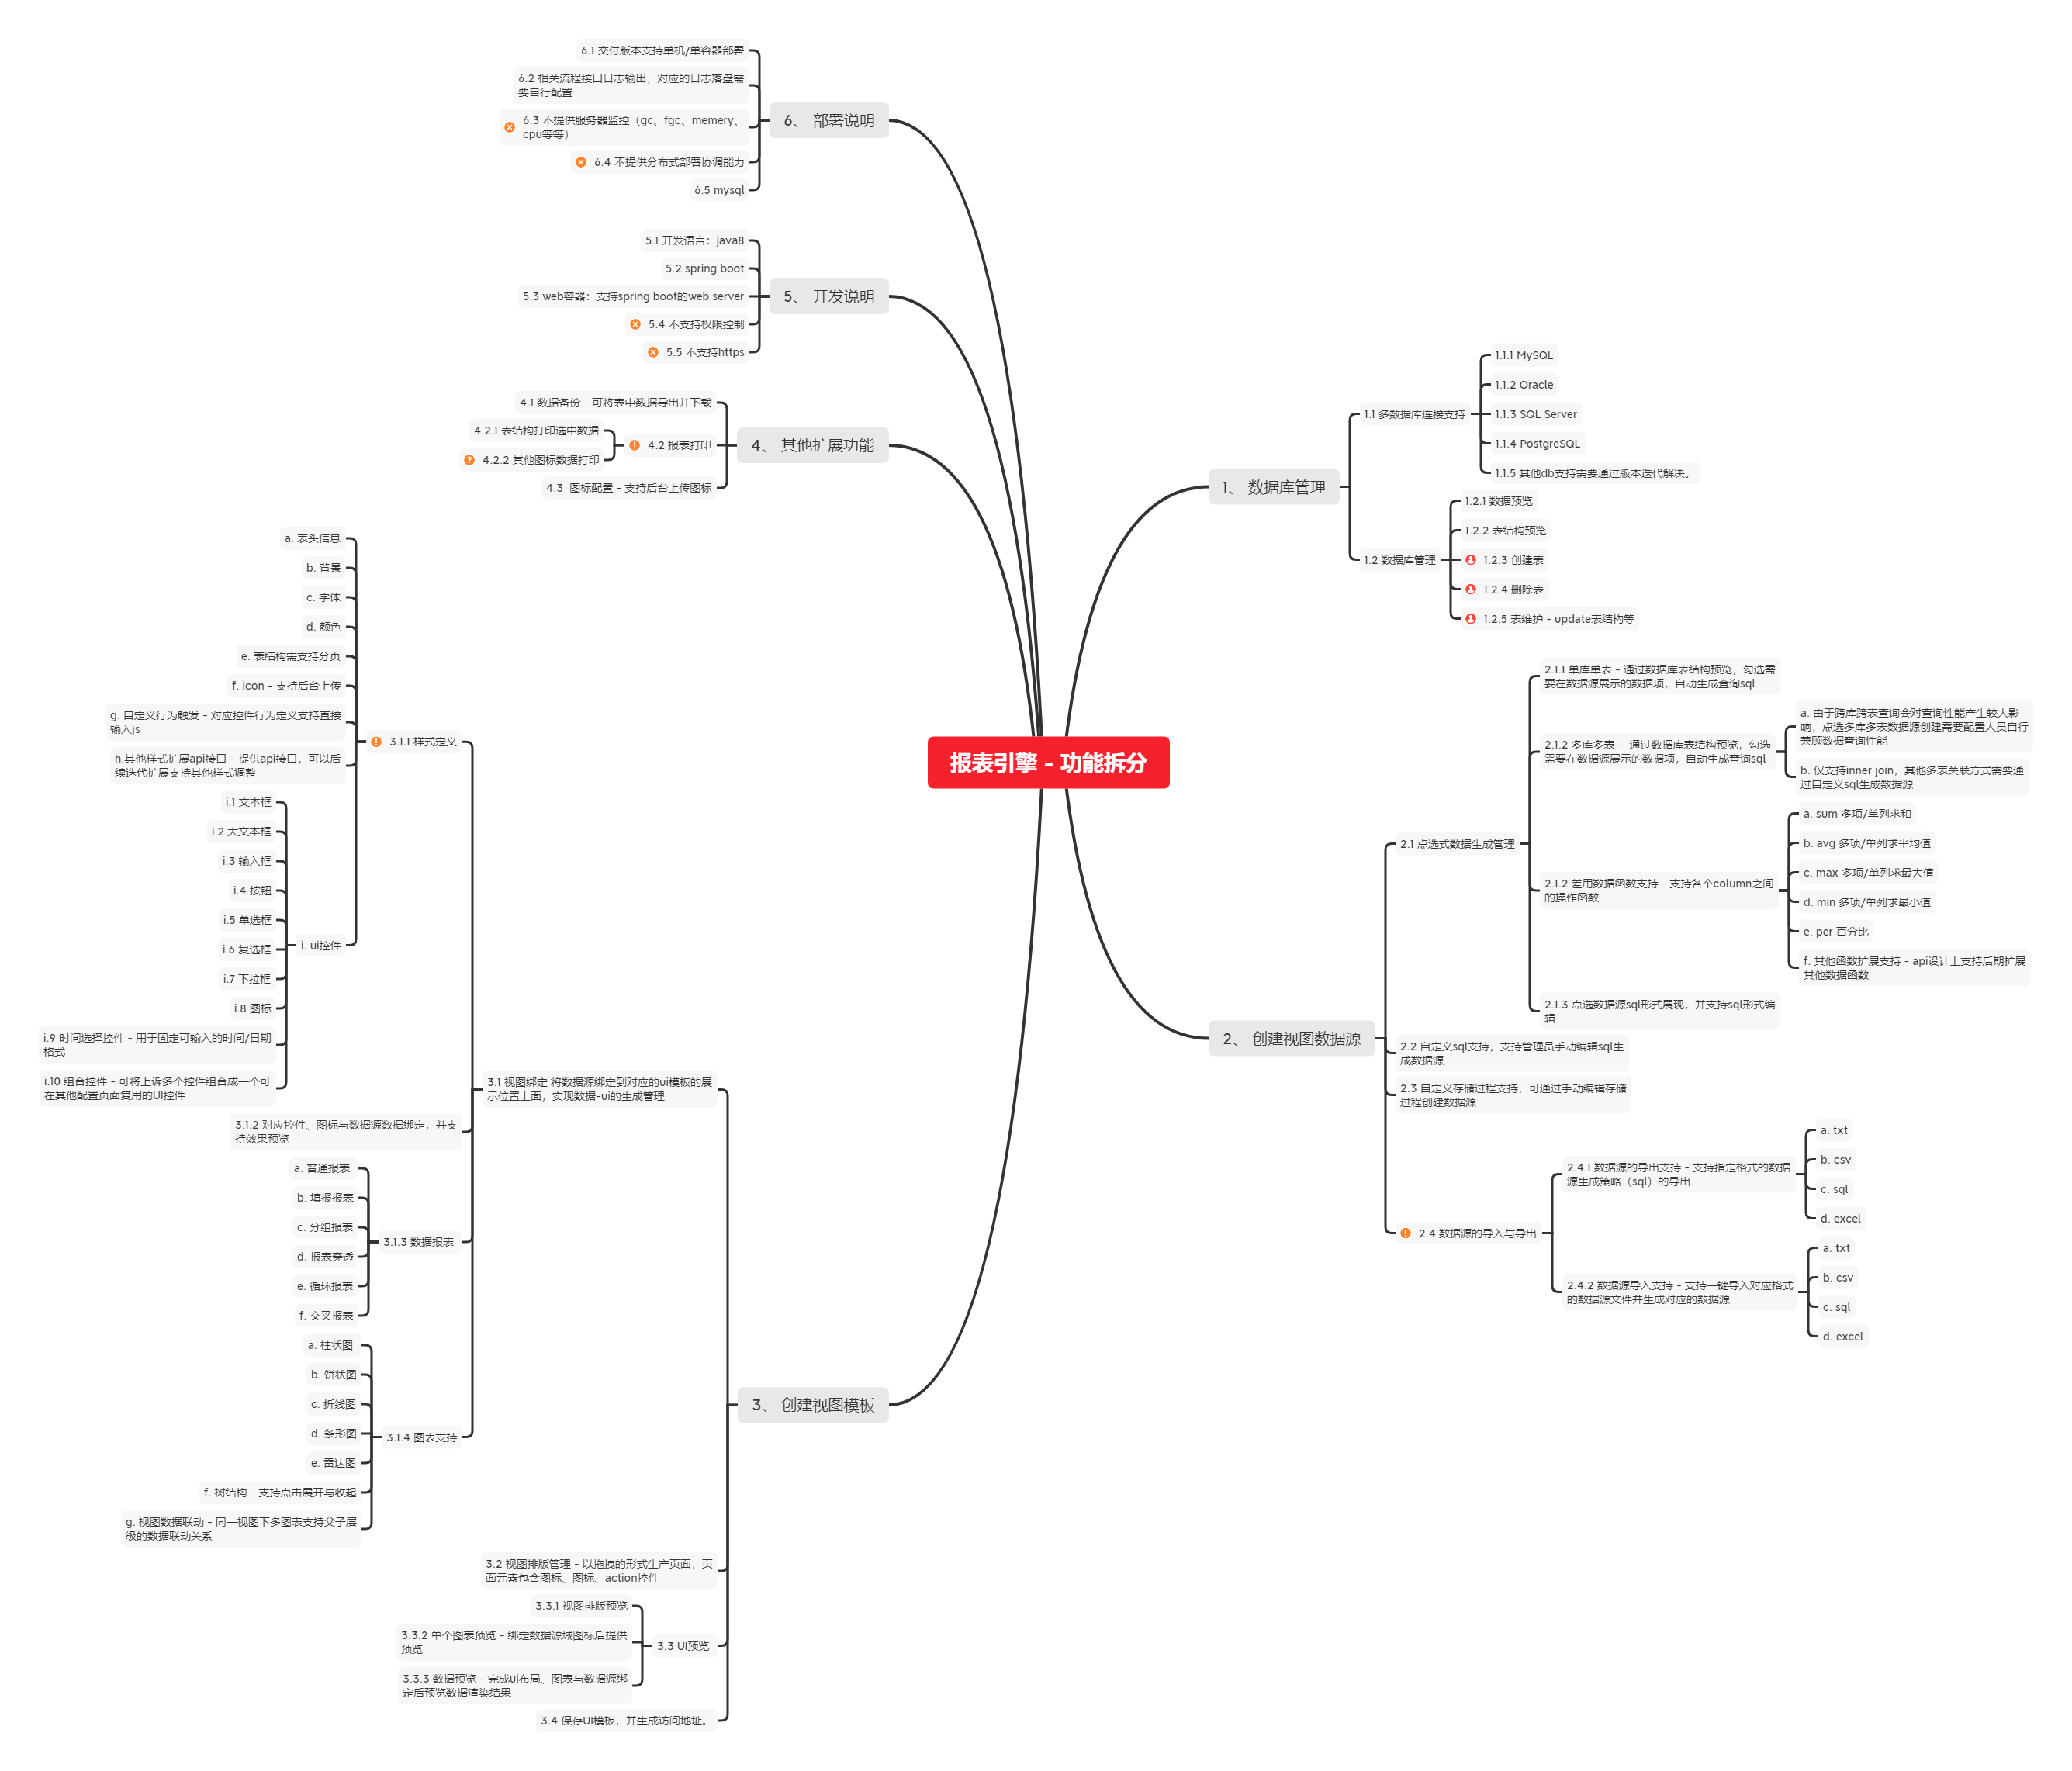 报表引擎 - 功能拆分
1、 数据库管理
1.1 多数据库连接支持
1.1.1 MySQL
1.1.2 Oracle
1.1.3 SQL Server
1.1.4 PostgreSQL
1.1.5 其他db支持需要通过版本迭代解决。
1.2 数据库管理
1.2.1 数据预览
1.2.2 表结构预览
1.2.3 创建表
1.2.4 删除表
1.2.5 表维护 - update表结构等
2、 创建视图数据源
2.1 点选式数据生成管理
2.1.1 单库单表 - 通过数据库表结构预览，勾选需
要在数据源展示的数据项，自动生成查询sql
2.1.2 多库多表 - 通过数据库表结构预览，勾选
需要在数据源展示的数据项，自动生成查询sql
a. 由于跨库跨表查询会对查询性能产生较大影
响，点选多库多表数据源创建需要配置人员自行
兼顾数据查询性能
b. 仅支持inner join，其他多表关联方式需要通
过自定义sql生成数据源
2.1.2 差用数据函数支持 - 支持各个column之间
的操作函数
a. sum 多项/单列求和
b. avg 多项/单列求平均值
c. max 多项/单列求最大值
d. min 多项/单列求最小值
e. per 百分比
f. 其他函数扩展支持 - api设计上支持后期扩展
其他数据函数
2.1.3 点选数据源sql形式展现，并支持sql形式编
辑
2.2 自定义sql支持，支持管理员手动编辑sql生
成数据源
2.3 自定义存储过程支持，可通过手动编辑存储
过程创建数据源
2.4 数据源的导入与导出
2.4.1 数据源的导出支持 - 支持指定格式的数据
源生成策略（sql）的导出
a. txt
b. csv
c. sql
d. excel
2.4.2 数据源导入支持 - 支持一键导入对应格式
的数据源文件并生成对应的数据源
a. txt
b. csv
c. sql
d. excel
3、 创建视图模板
3.1 视图绑定 将数据源绑定到对应的ui模板的展
示位置上面，实现数据-ui的生成管理
3.1.1 样式定义
a. 表头信息
b. 背景
c. 字体
d. 颜色
e. 表结构需支持分页
f. icon - 支持后台上传
g. 自定义行为触发 - 对应控件行为定义支持直接
输入js
h.其他样式扩展api接口 - 提供api接口，可以后
续迭代扩展支持其他样式调整
i. ui控件
i.1 文本框
i.2 大文本框
i.3 输入框
i.4 按钮
i.5 单选框
i.6 复选框
i.7 下拉框
i.8 图标
i.9 时间选择控件 - 用于固定可输入的时间/日期
格式
i.10 组合控件 - 可将上诉多个控件组合成一个可
在其他配置页面复用的UI控件
3.1.2 对应控件、图标与数据源数据绑定，并支
持效果预览
3.1.3 数据报表
a. 普通报表
b. 填报报表
c. 分组报表
d. 报表穿透
e. 循环报表
f. 交叉报表
3.1.4 图表支持
a. 柱状图
b. 饼状图
c. 折线图
d. 条形图
e. 雷达图
f. 树结构 - 支持点击展开与收起
g. 视图数据联动 - 同一视图下多图表支持父子层
级的数据联动关系
3.2 视图排版管理 - 以拖拽的形式生产页面，页
面元素包含图标、图标、action控件
3.3 UI预览
3.3.1 视图排版预览
3.3.2 单个图表预览 - 绑定数据源域图标后提供
预览
3.3.3 数据预览 - 完成ui布局、图表与数据源绑
定后预览数据渲染结果
3.4 保存UI模板，并生成访问地址。
4、 其他扩展功能
4.1 数据备份 - 可将表中数据导出并下载
4.2 报表打印
4.2.1 表结构打印选中数据
4.2.2 其他图标数据打印
4.3 图标配置 - 支持后台上传图标
5、 开发说明
5.1 开发语言：java8
5.2 spring boot
5.3 web容器：支持spring boot的web server
5.4 不支持权限控制
5.5 不支持https
6、 部署说明
6.1 交付版本支持单机/单容器部署
6.2 相关流程接口日志输出，对应的日志落盘需
要自行配置
6.3 不提供服务器监控（gc、fgc、memery、
cpu等等）
6.4 不提供分布式部署协调能力
6.5 mysql